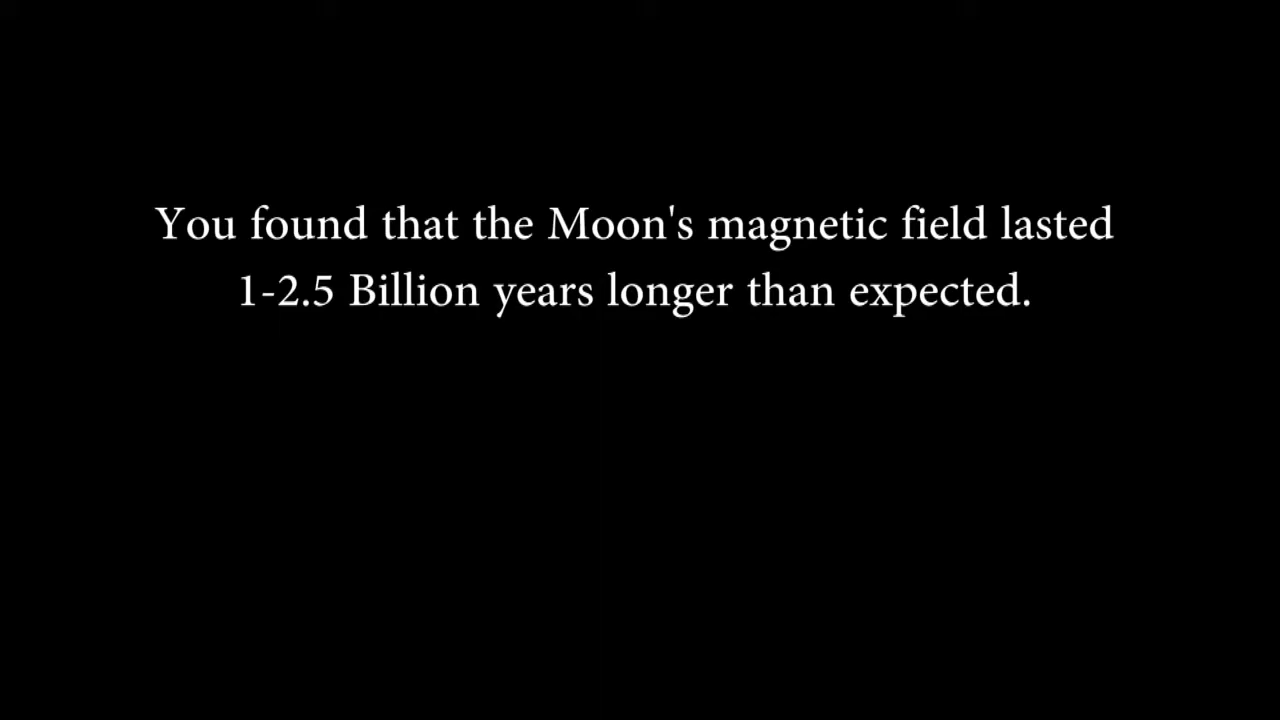 You found that the Moon's magnetic field lasted
1-2.5 Billion years longer than expected.